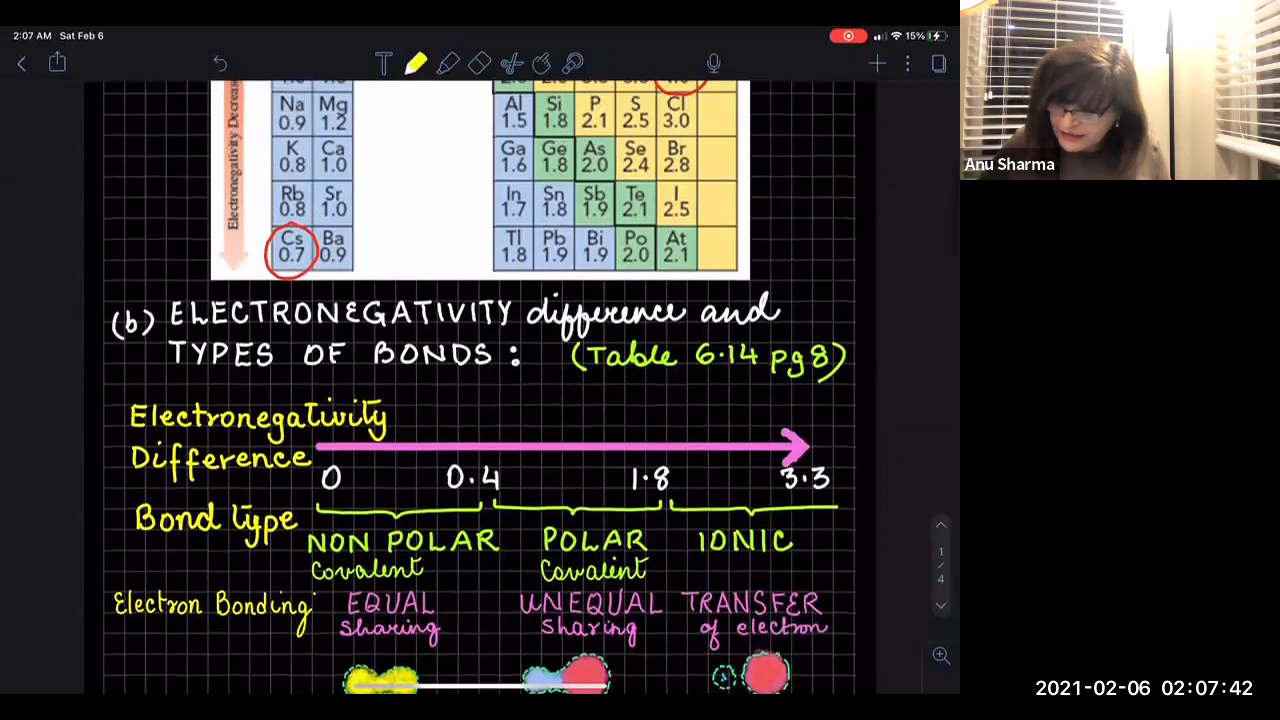 2:07 AM Sat Feb 6
15%
T
Electronegativity Decreas
Na Mg Al Si P S Cl
0.9 1.2 1.5 1.8 2.1 2.5 3.0
K Ca Ga Ge As Se Br
0.8 1.0 1.6 1.8 2.0 2.4 2.8
Rb Sr In Sn Sb Te I
0.8 1.0 1.7 1.8 1.9 2.1 2.5
Cs Ba Tl Pb Bi Po At
0.7 0.9 1.8 1.9 1.9 2.0 2.1
Anu Sharma
(b) ELECTRONEGATIVITY difference and
TYPES OF BONDS : (Table 6.14 pg 8)
Electronegativity
Difference
0 0.4 1.8 3.3
Bond type
NON POLAR POLAR IONIC
Covalent Covalent
Electron Bonding: EQUAL UNEQUAL TRANSFER
sharing sharing of electron
1
/
4
2021-02-06 02:07:42